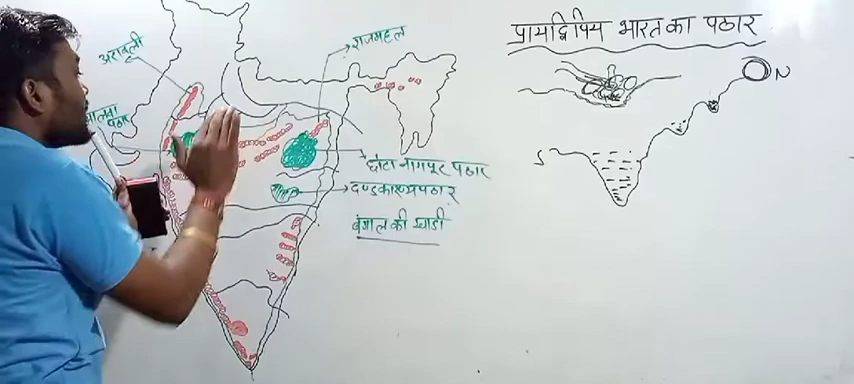 प्रायद्विपिय भारत का पठार
अरावली
राजमहल
मालवा
पठार
छोटा नागपुर पठार
दण्डकारण्य पठार
बंगाल की खाड़ी
N
S